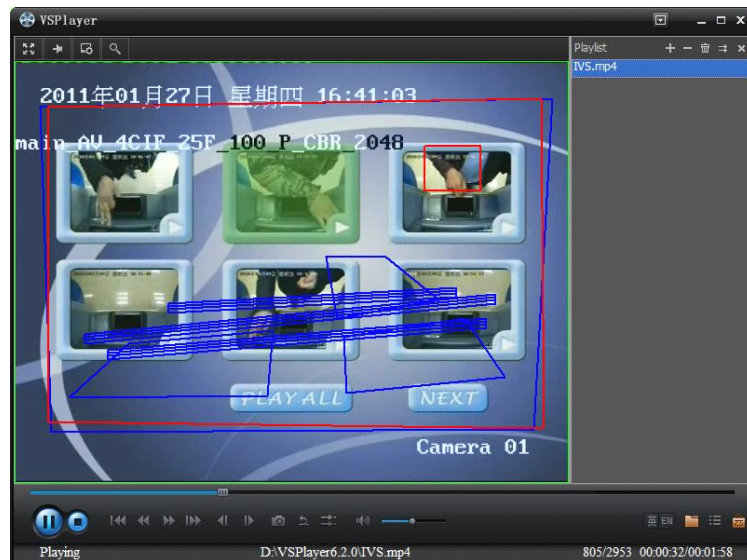 VSPlayer
Playlist
IVS.mp4
2011年01月27日 星期四 16:41:03
main_AV_4CIF_25F_100_P_CBR_2048
PLAY ALL
NEXT
Camera 01
英 EN
Playing
D:\VSPlayer6.2.0\IVS.mp4
805/2953 00:00:32/00:01:58